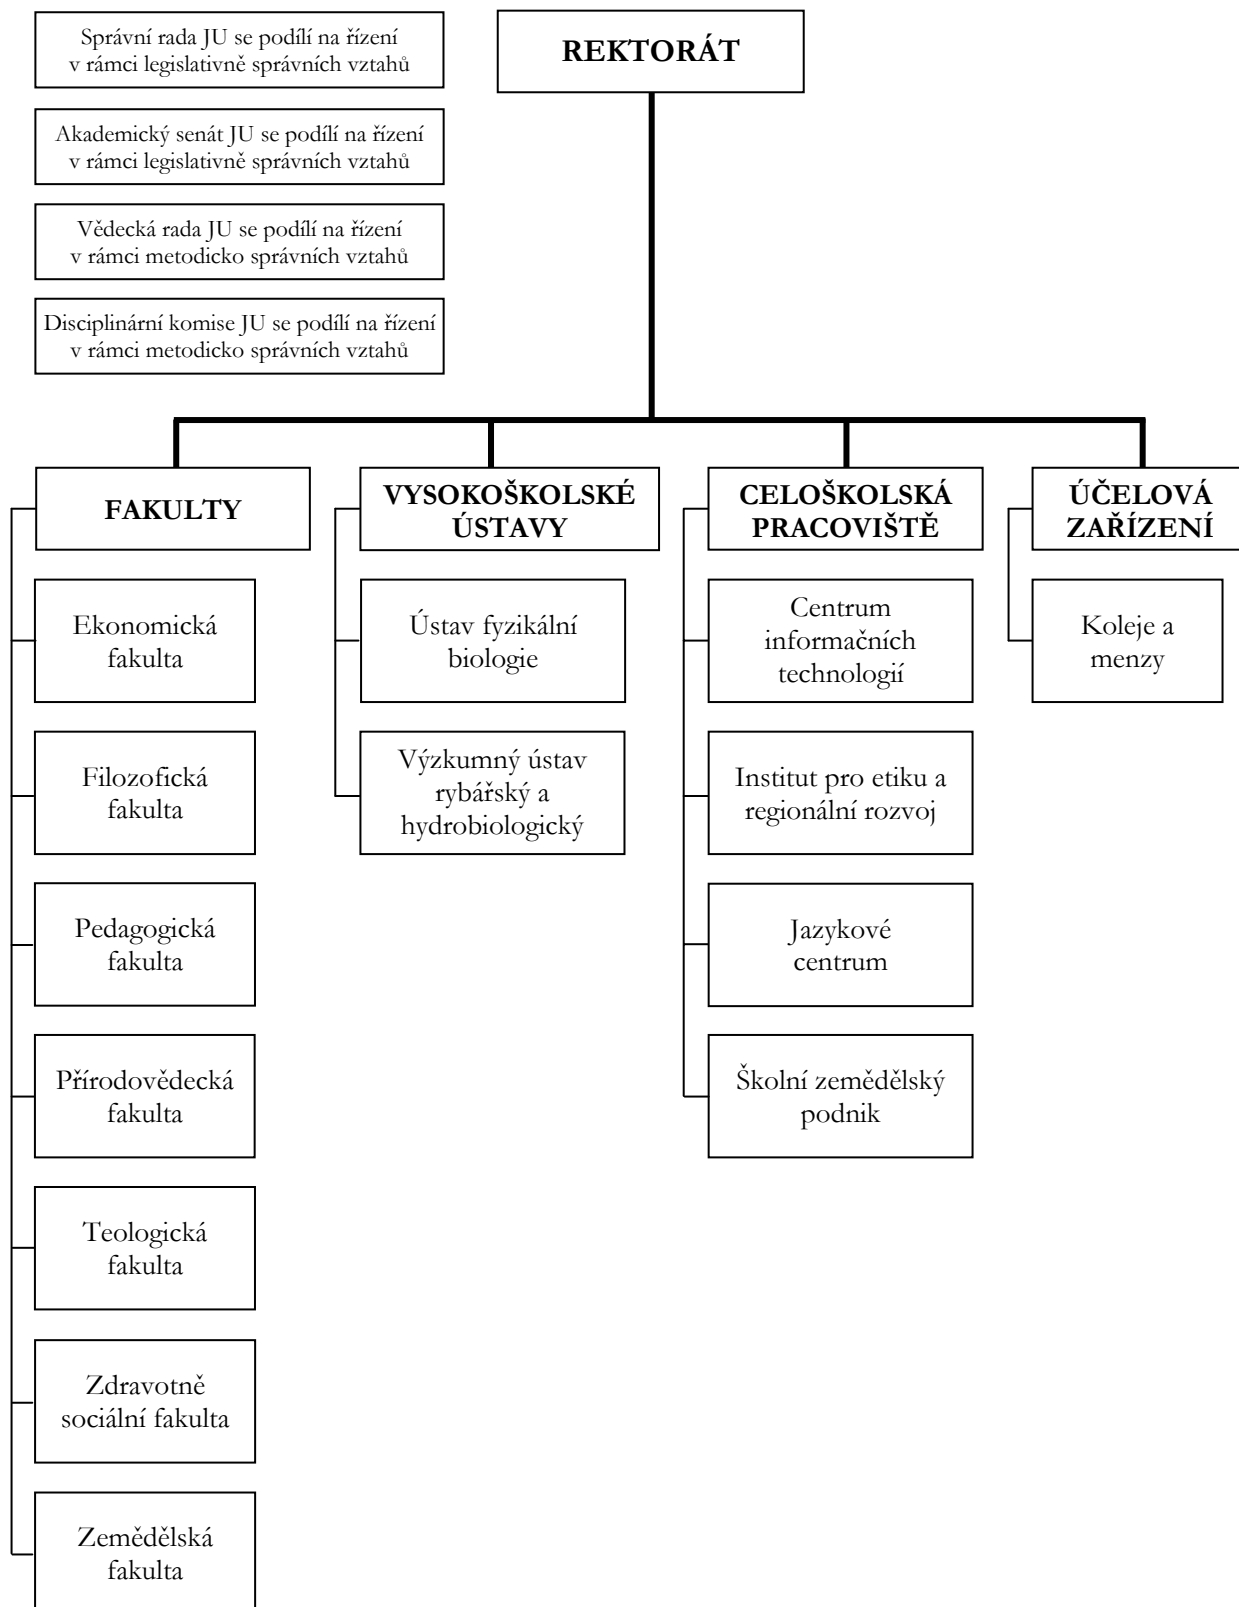 Správní rada JU se podílí na řízení
v rámci legislativně správních vztahů
REKTORÁT
Akademický senát JU se podílí na řízení
v rámci legislativně správních vztahů
Vědecká rada JU se podílí na řízení
v rámci metodicko správních vztahů
Disciplinární komise JU se podílí na řízení
v rámci metodicko správních vztahů
FAKULTY
Ekonomická
fakulta
Filozofická
fakulta
Pedagogická
fakulta
Přírodovědecká
fakulta
Teologická
fakulta
Zdravotně
sociální fakulta
Zemědělská
fakulta
VYSOKOŠKOLSKÉ
ÚSTAVY
Ústav fyzikální
biologie
Výzkumný ústav
rybářský a
hydrobiologický
CELOŠKOLSKÁ
PRACOVIŠTĚ
Centrum
informačních
technologií
Institut pro etiku a
regionální rozvoj
Jazykové
centrum
Školní zemědělský
podnik
ÚČELOVÁ
ZAŘÍZENÍ
Koleje a
menzy